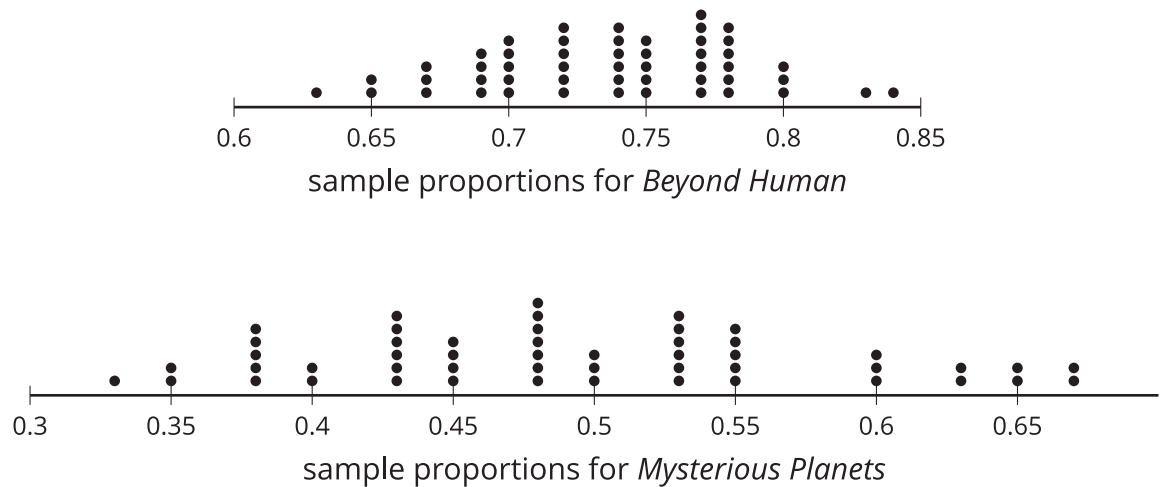 0.6 0.65 0.7 0.75 0.8 0.85
sample proportions for Beyond Human
0.3 0.35 0.4 0.45 0.5 0.55 0.6 0.65
sample proportions for Mysterious Planets